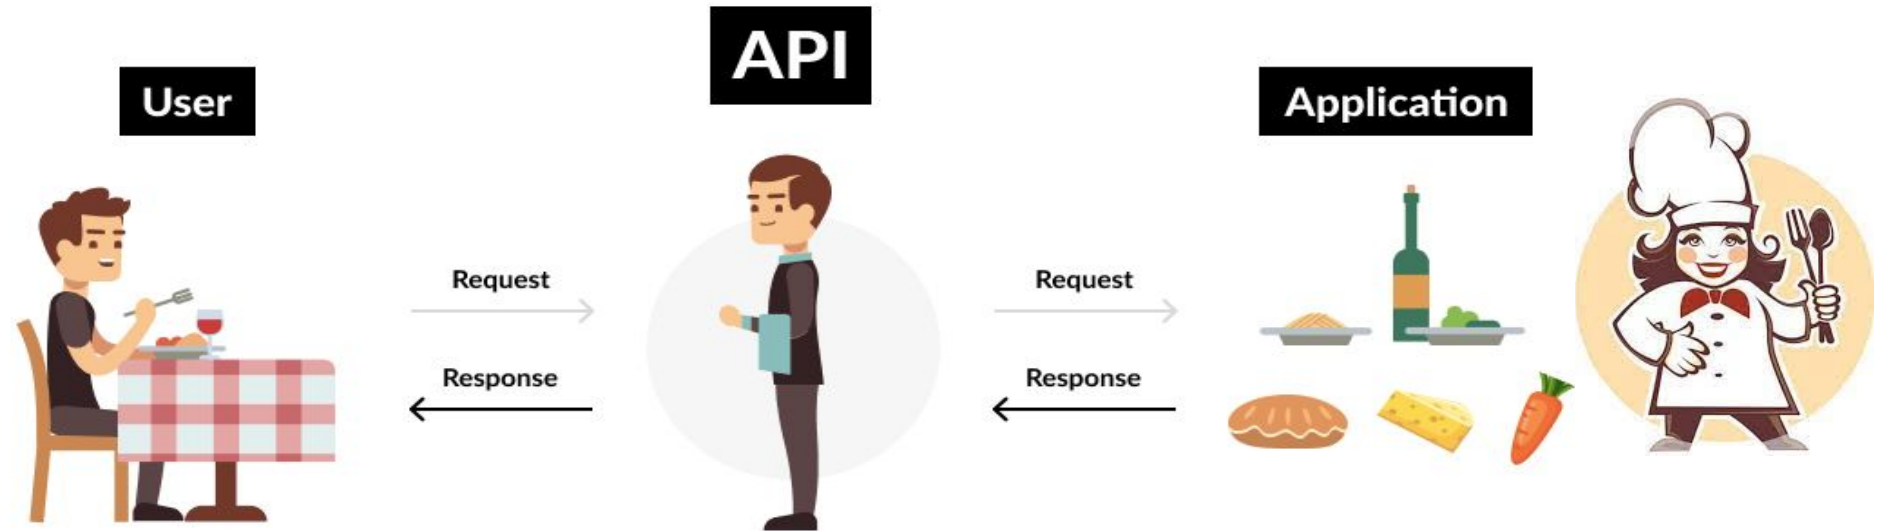 User
API
Application
Request
Response
Request
Response